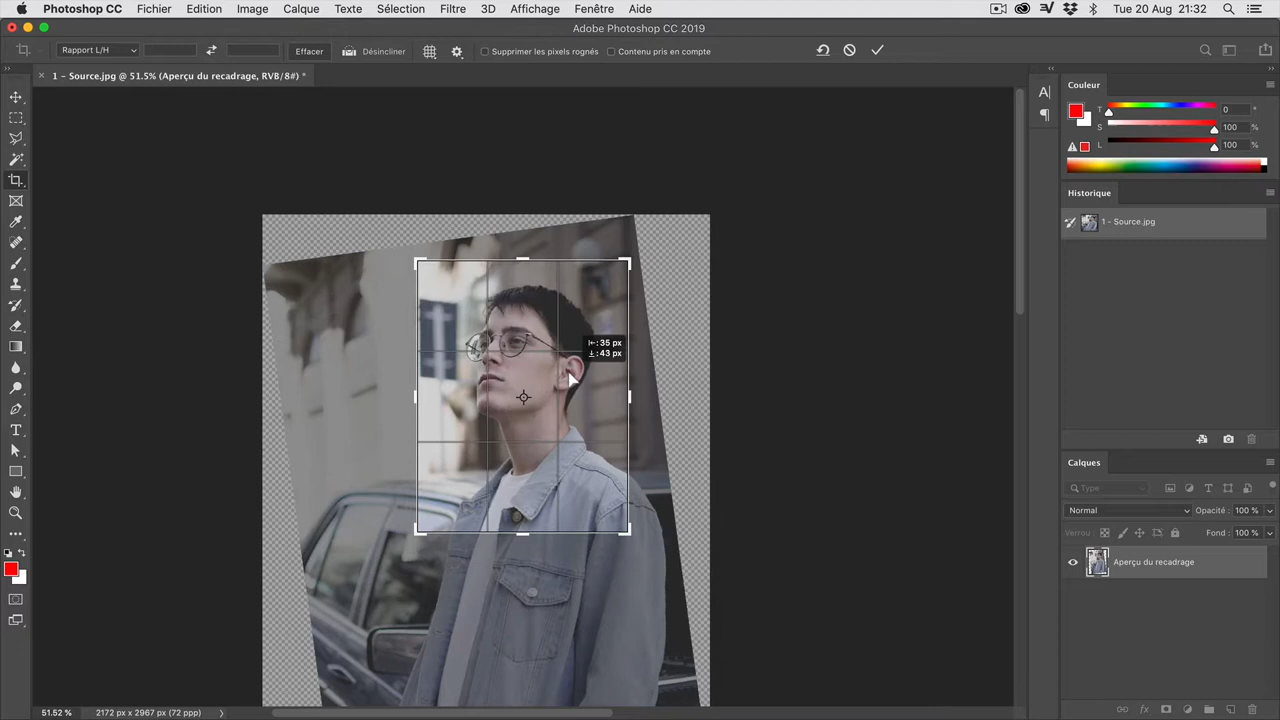 Photoshop CC Fichier Edition Image Calque Texte Sélection Filtre 3D Affichage Fenêtre Aide Tue 20 Aug 21:32
Adobe Photoshop CC 2019
Rapport L/H Effacer Désincliner Supprimer les pixels rognés Contenu pris en compte
1 - Source.jpg @ 51.5% (Aperçu du recadrage, RVB/8#) *
Couleur
T 0 °
S 100 %
L 100 %
Historique
1 - Source.jpg
: 35 px
: 43 px
Calques
Type
Normal Opacité : 100 %
Verrou : Fond : 100 %
Aperçu du recadrage
51.52 % 2172 px x 2967 px (72 ppp)